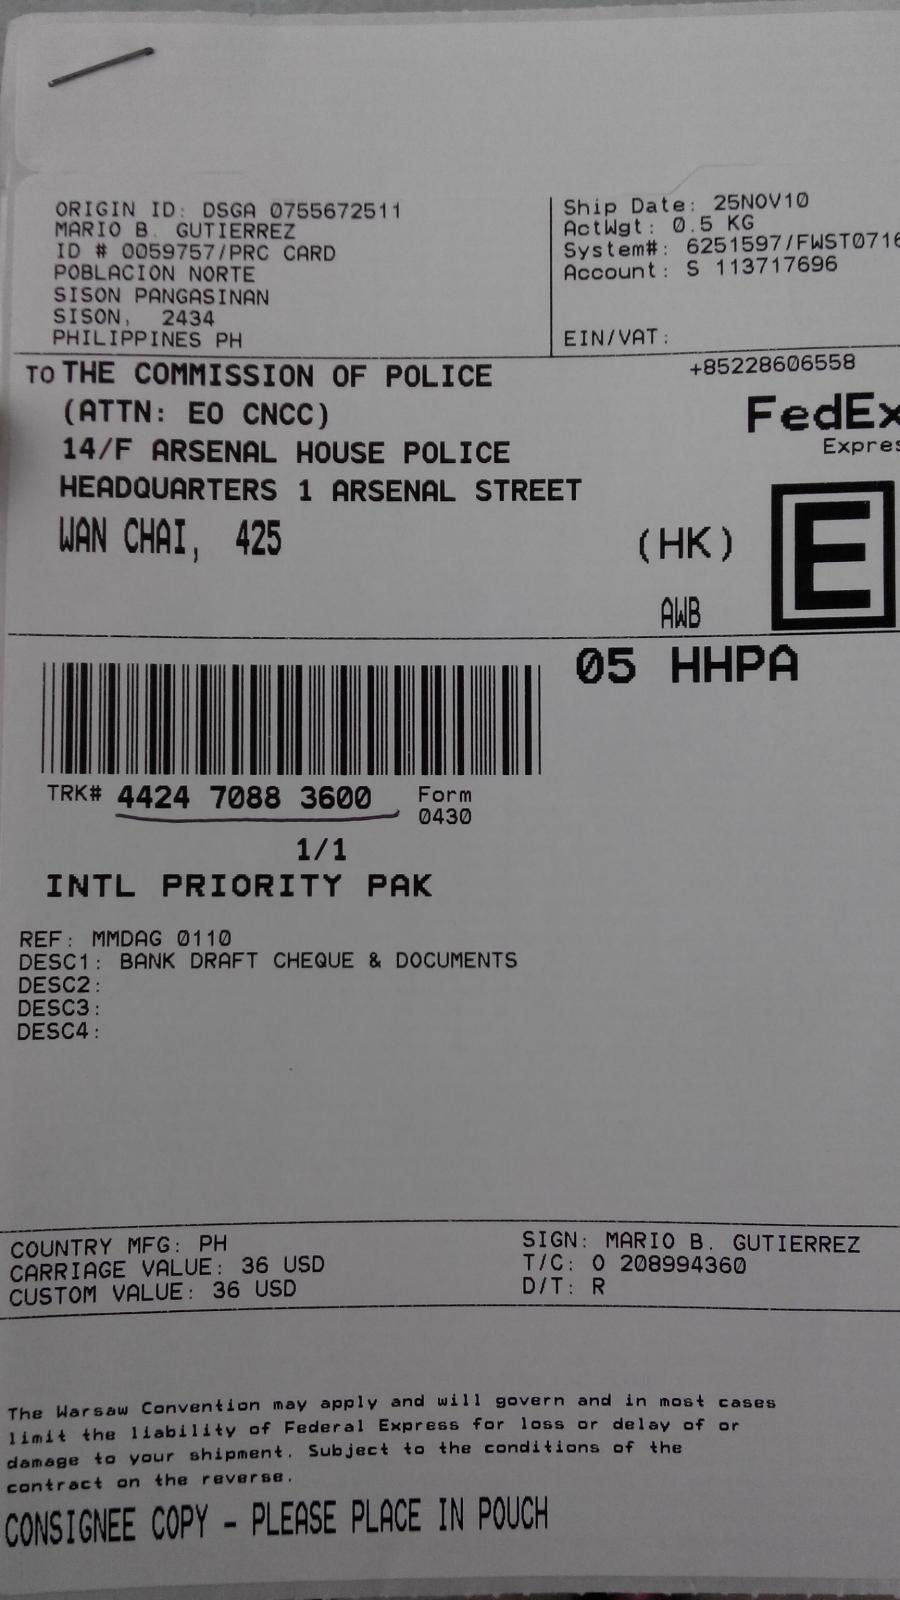 ORIGIN ID: DSGA 0755672511
MARIO B. GUTIERREZ
ID # 0059757/PRC CARD
POBLACION NORTE
SISON PANGASINAN
SISON, 2434
PHILIPPINES PH
Ship Date: 25NOV10
ActWgt: 0.5 KG
System#: 6251597/FWST0716
Account: S 113717696
EIN/VAT:
TO THE COMMISSION OF POLICE
(ATTN: EO CNCC)
14/F ARSENAL HOUSE POLICE
HEADQUARTERS 1 ARSENAL STREET
WAN CHAI, 425
+85228606558
FedEx
Expres
(HK)
E
AWB
05 HHPA
TRK# 4424 7088 3600
Form
0430
1/1
INTL PRIORITY PAK
REF: MMDAG 0110
DESC1: BANK DRAFT CHEQUE & DOCUMENTS
DESC2:
DESC3:
DESC4:
COUNTRY MFG: PH
CARRIAGE VALUE: 36 USD
CUSTOM VALUE: 36 USD
SIGN: MARIO B. GUTIERREZ
T/C: O 208994360
D/T: R
The Warsaw Convention may apply and will govern and in most cases
limit the liability of Federal Express for loss or delay of or
damage to your shipment. Subject to the conditions of the
contract on the reverse.
CONSIGNEE COPY - PLEASE PLACE IN POUCH